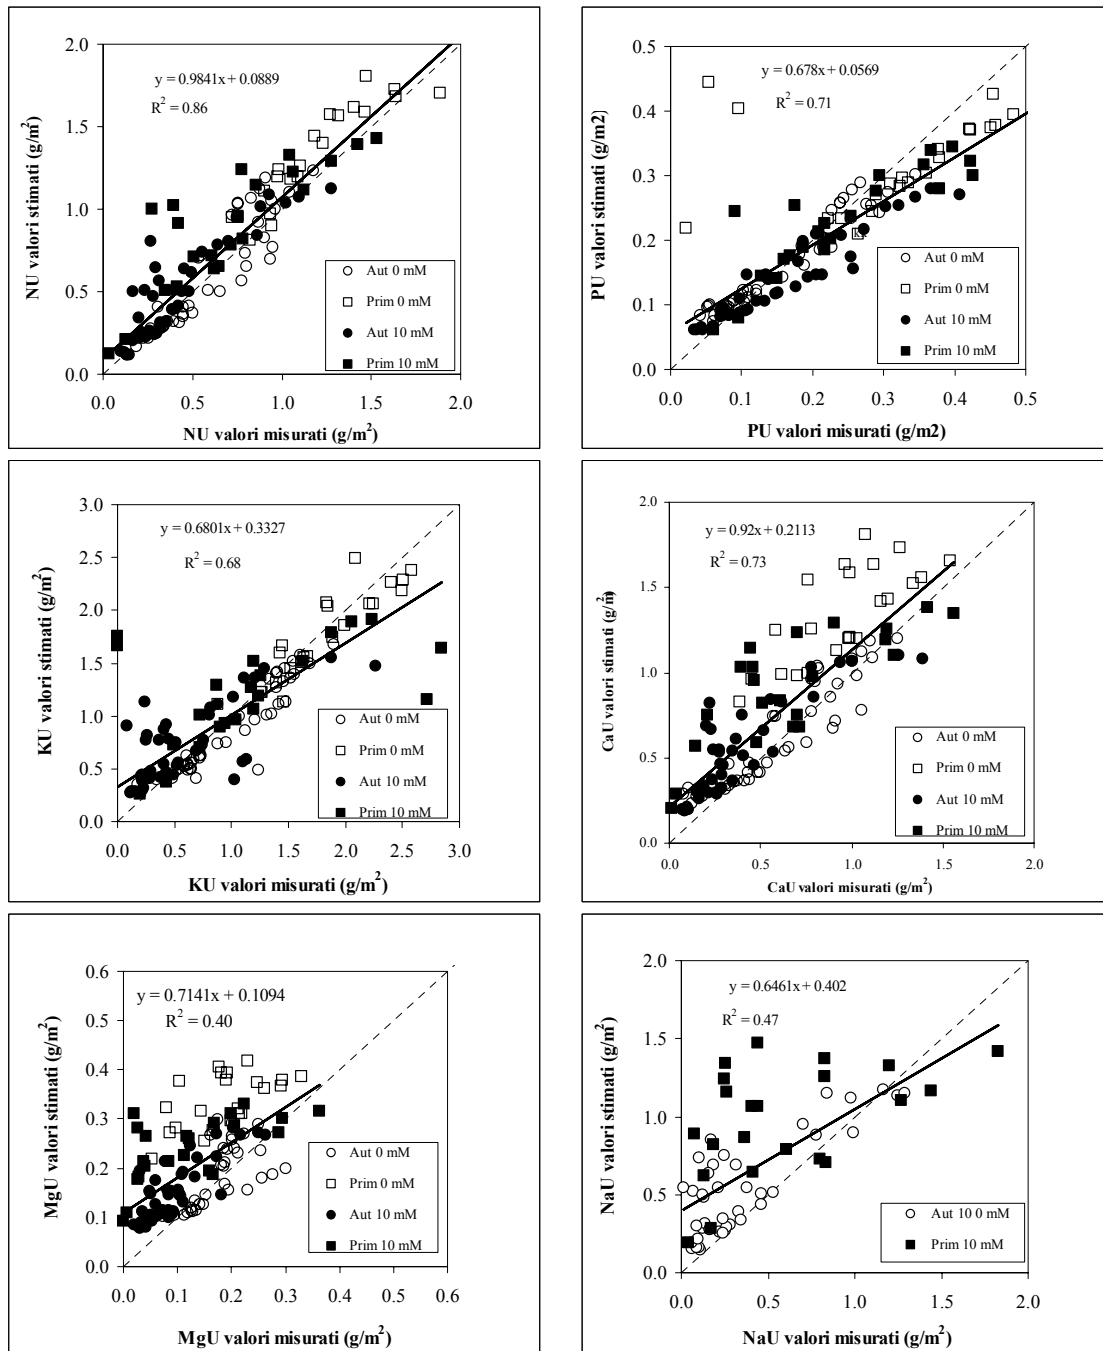 2.0
1.5
1.0
0.5
0.0
NU valori stimati (g/m²)
y = 0.9841x + 0.0889
R² = 0.86
Aut 0 mM
Prim 0 mM
Aut 10 mM
Prim 10 mM
0.0 0.5 1.0 1.5 2.0
NU valori misurati (g/m²)
0.5
0.4
0.3
0.2
0.1
0.0
PU valori stimati (g/m2)
y = 0.678x + 0.0569
R² = 0.71
Aut 0 mM
Prim 0 mM
Aut 10 mM
Prim 10 mM
0.0 0.1 0.2 0.3 0.4 0.5
PU valori misurati (g/m2)
3.0
2.5
2.0
1.5
1.0
0.5
0.0
KU valori stimati (g/m²)
y = 0.6801x + 0.3327
R² = 0.68
Aut 0 mM
Prim 0 mM
Aut 10 mM
Prim 10 mM
0.0 0.5 1.0 1.5 2.0 2.5 3.0
KU valori misurati (g/m²)
2.0
1.5
1.0
0.5
0.0
CaU valori stimati (g/m²)
y = 0.92x + 0.2113
R² = 0.73
Aut 0 mM
Prim 0 mM
Aut 10 mM
Prim 10 mM
0.0 0.5 1.0 1.5 2.0
CaU valori misurati (g/m²)
0.6
0.5
0.4
0.3
0.2
0.1
0.0
MgU valori stimati (g/m²)
y = 0.7141x + 0.1094
R² = 0.40
Aut 0 mM
Prim 0 mM
Aut 10 mM
Prim 10 mM
0.0 0.1 0.2 0.3 0.4 0.5 0.6
MgU valori misurati (g/m²)
2.0
1.5
1.0
0.5
0.0
NaU valori stimati (g/m²)
y = 0.6461x + 0.402
R² = 0.47
Aut 10 0 mM
Prim 10 mM
0.0 0.5 1.0 1.5 2.0
NaU valori misurati (g/m²)